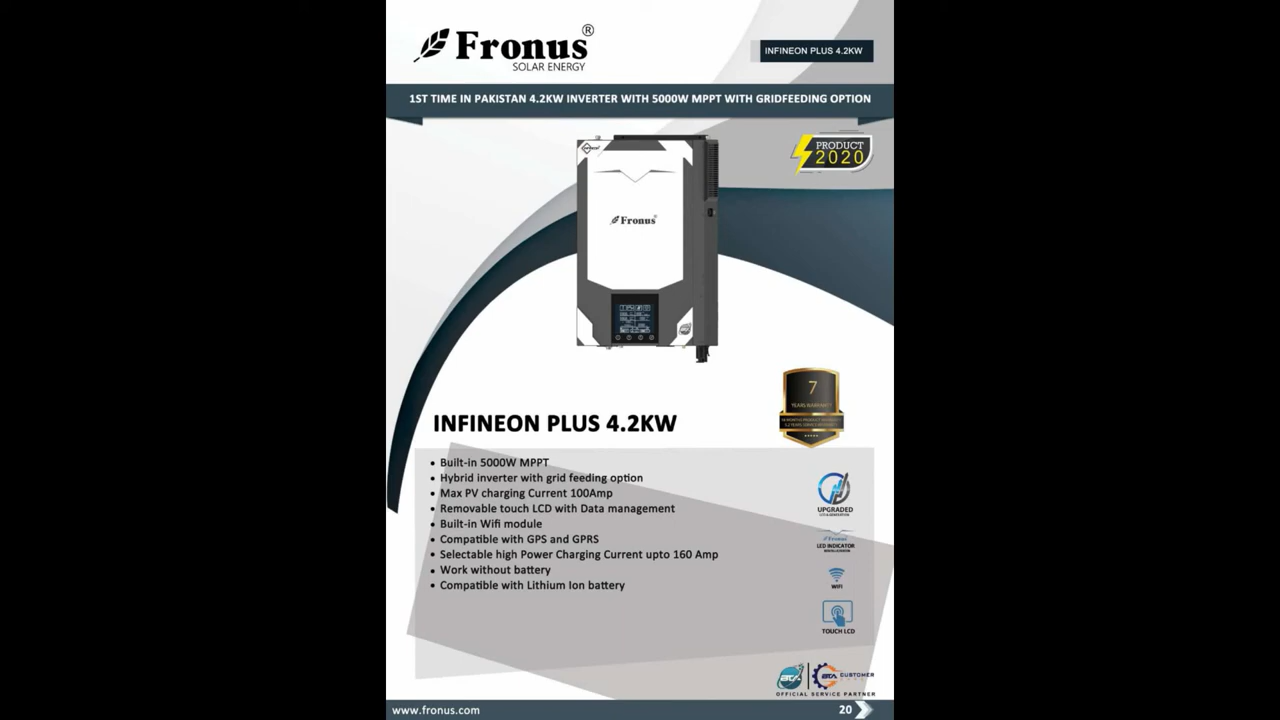 Fronus®
SOLAR ENERGY
INFINEON PLUS 4.2KW
1ST TIME IN PAKISTAN 4.2KW INVERTER WITH 5000W MPPT WITH GRIDFEEDING OPTION
PRODUCT
2020
Fronus®
7
YEARS WARRANTY
INFINEON PLUS 4.2KW
• Built-in 5000W MPPT
• Hybrid inverter with grid feeding option
• Max PV charging Current 100Amp
• Removable touch LCD with Data management
• Built-in Wifi module
• Compatible with GPS and GPRS
• Selectable high Power Charging Current upto 160 Amp
• Work without battery
• Compatible with Lithium Ion battery
UPGRADED
Fronus
LED INDICATOR
WIFI
TOUCH LCD
CUSTOMER
OFFICIAL SERVICE PARTNER
www.fronus.com
20